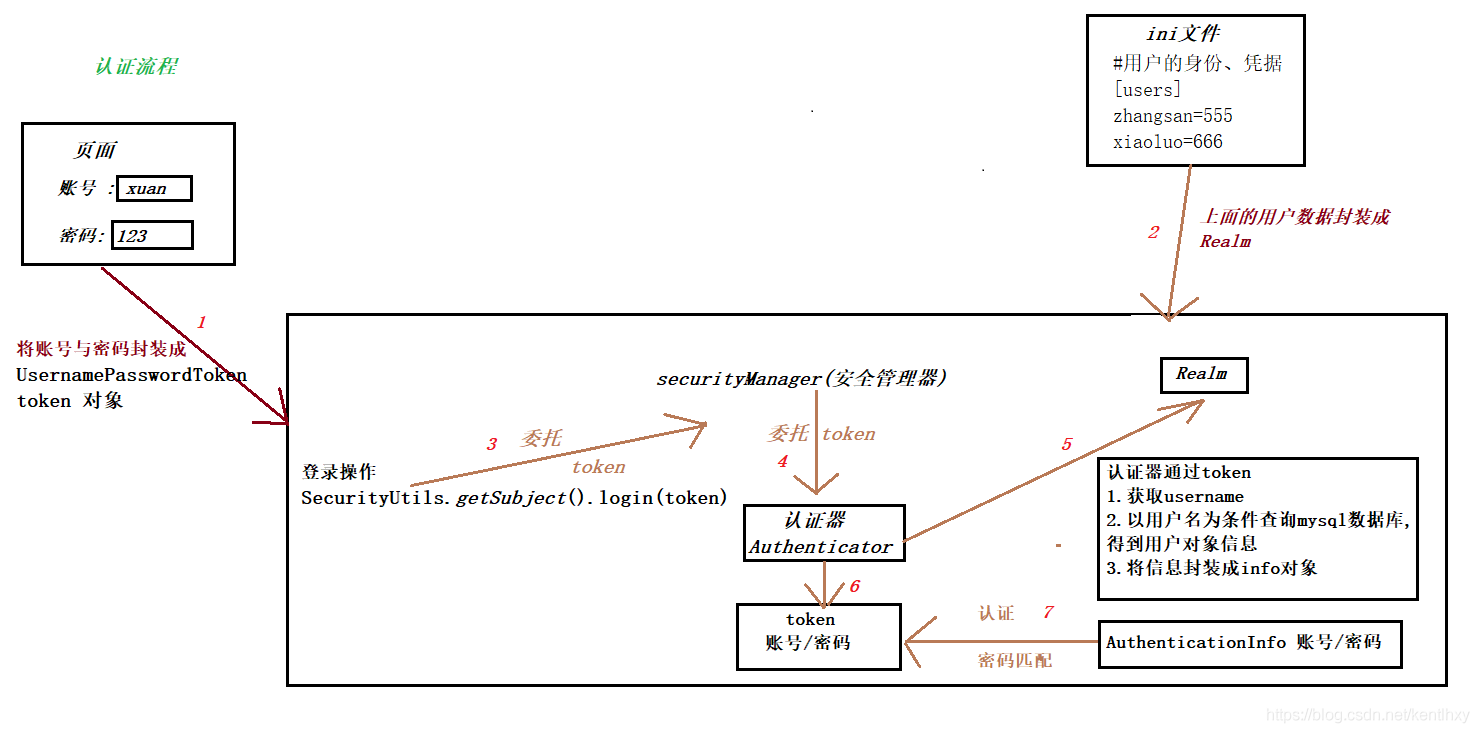 认证流程
页面
账号 : xuan
密码: 123
1
将账号与密码封装成
UsernamePasswordToken
token 对象
ini文件
#用户的身份、凭据
[users]
zhangsan=555
xiaoluo=666
2
上面的用户数据封装成
Realm
securityManager(安全管理器)
Realm
3 委托
token
委托 token
4
5
登录操作
SecurityUtils.getSubject().login(token)
认证器
Authenticator
认证器通过token
1.获取username
2.以用户名为条件查询mysql数据库,
得到用户对象信息
3.将信息封装成info对象
6
token
账号/密码
认证 7
密码匹配
AuthenticationInfo 账号/密码
https://blog.csdn.net/kentlhxy